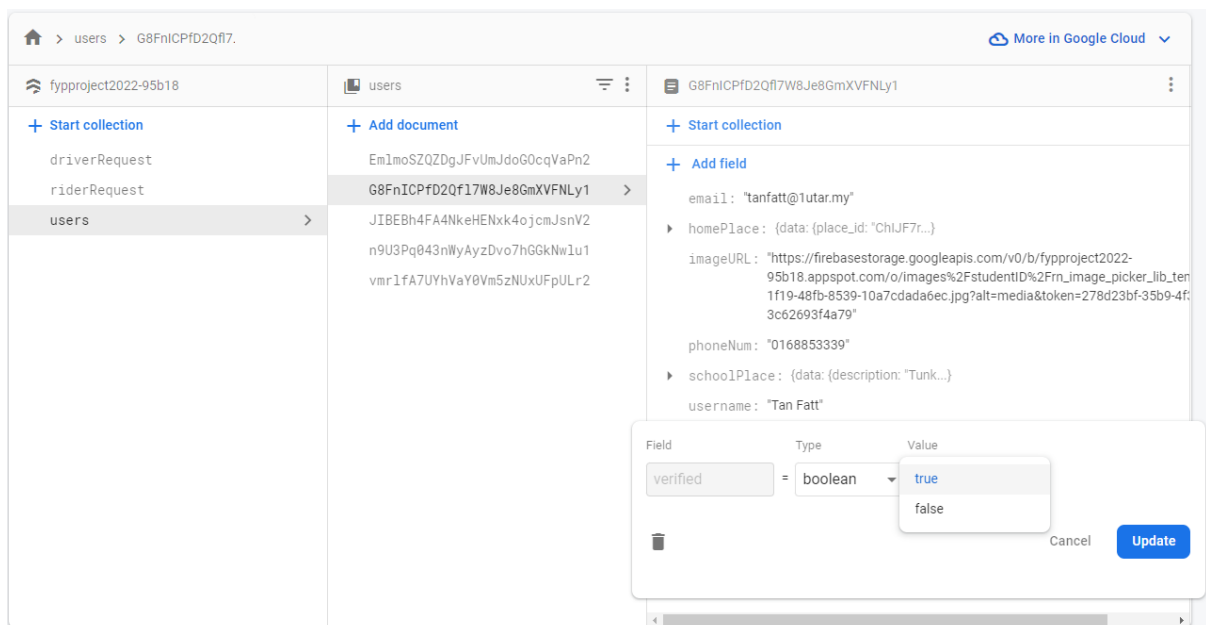 users G8FnICPfD2Qfl7.
More in Google Cloud
fypproject2022-95b18
users
G8FnICPfD2Qfl7W8Je8GmXVFNLy1
+ Start collection
+ Add document
+ Start collection
driverRequest
riderRequest
users
EmlmoSZQZDgJFvUmJdoGOcqVaPn2
G8FnICPfD2Qfl7W8Je8GmXVFNLy1
JIBEBh4FA4NkeHENxk4ojcmJsnV2
n9U3Pq043nWyAyzDvo7hGGkNwlu1
vmrlfA7UYhVaY0Vm5zNUxUFpULr2
+ Add field
email: "tanfatt@1utar.my"
homePlace: {data: {place_id: "ChIJF7r...}
imageURL: "https://firebasestorage.googleapis.com/v0/b/fypproject2022-
95b18.appspot.com/o/images%2FstudentID%2Frn_image_picker_lib_ten
1f19-48fb-8539-10a7cdada6ec.jpg?alt=media&token=278d23bf-35b9-4f3
3c62693f4a79"
phoneNum: "0168853339"
schoolPlace: {data: {description: "Tunk...}
username: "Tan Fatt"
Field Type Value
verified = boolean true
false
Cancel Update